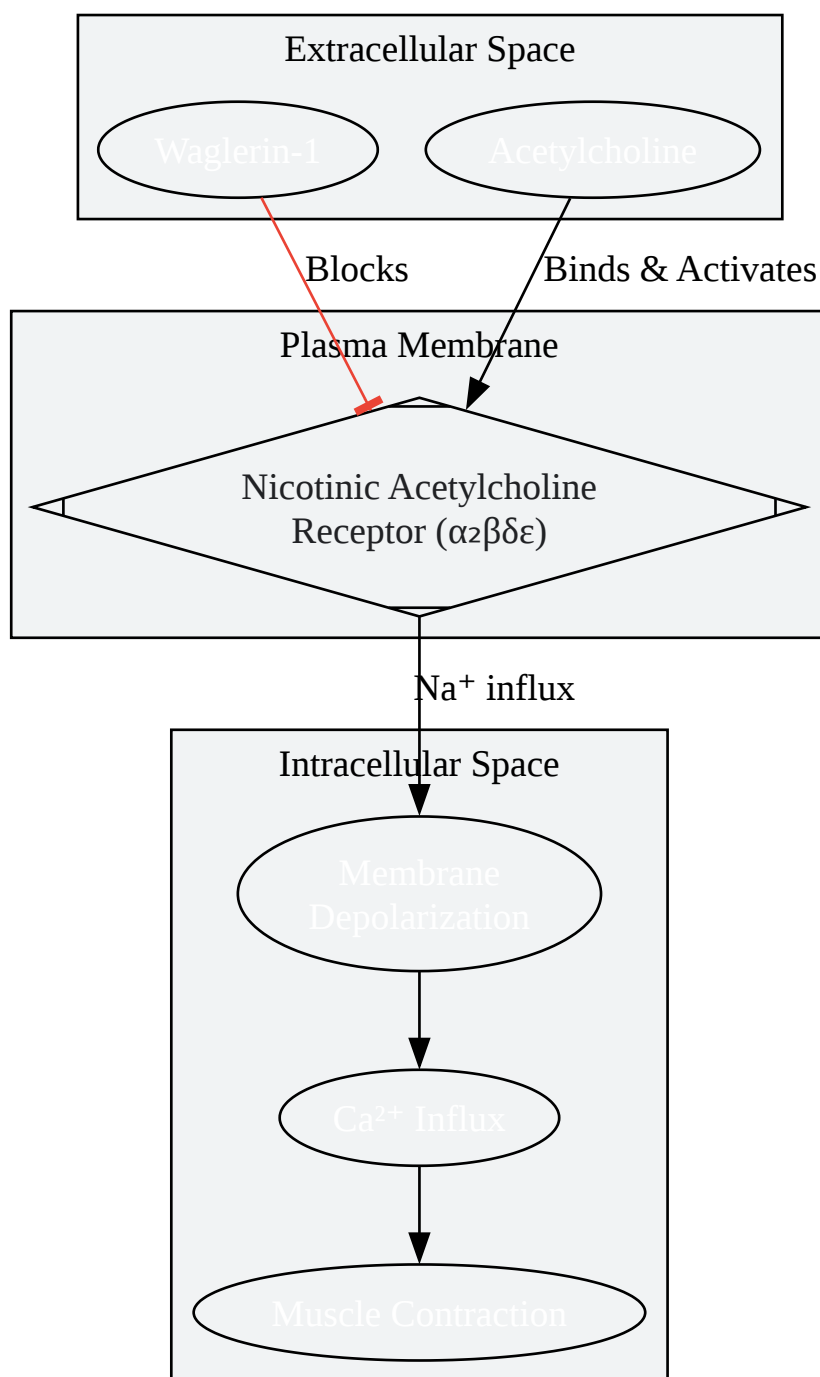 Extracellular Space
Waglerin-1
Acetylcholine
Blocks
Binds & Activates
Plasma Membrane
Nicotinic Acetylcholine
Receptor (α₂βδε)
Na⁺ influx
Intracellular Space
Membrane
Depolarization
Ca²⁺ Influx
Muscle Contraction